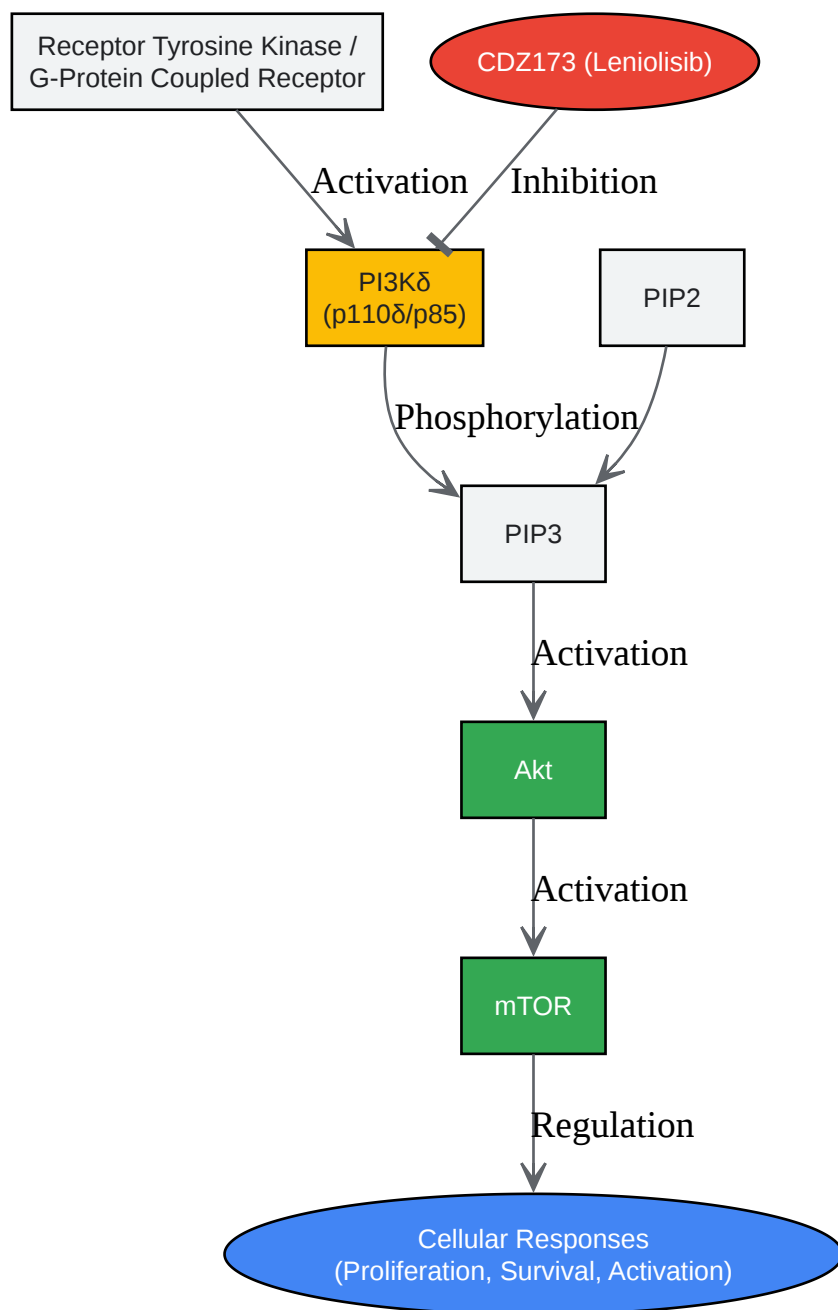 Receptor Tyrosine Kinase /
G-Protein Coupled Receptor
CDZ173 (Leniolisib)
Activation
Inhibition
PI3Kδ
(p110δ/p85)
PIP2
Phosphorylation
PIP3
Activation
Akt
Activation
mTOR
Regulation
Cellular Responses
(Proliferation, Survival, Activation)